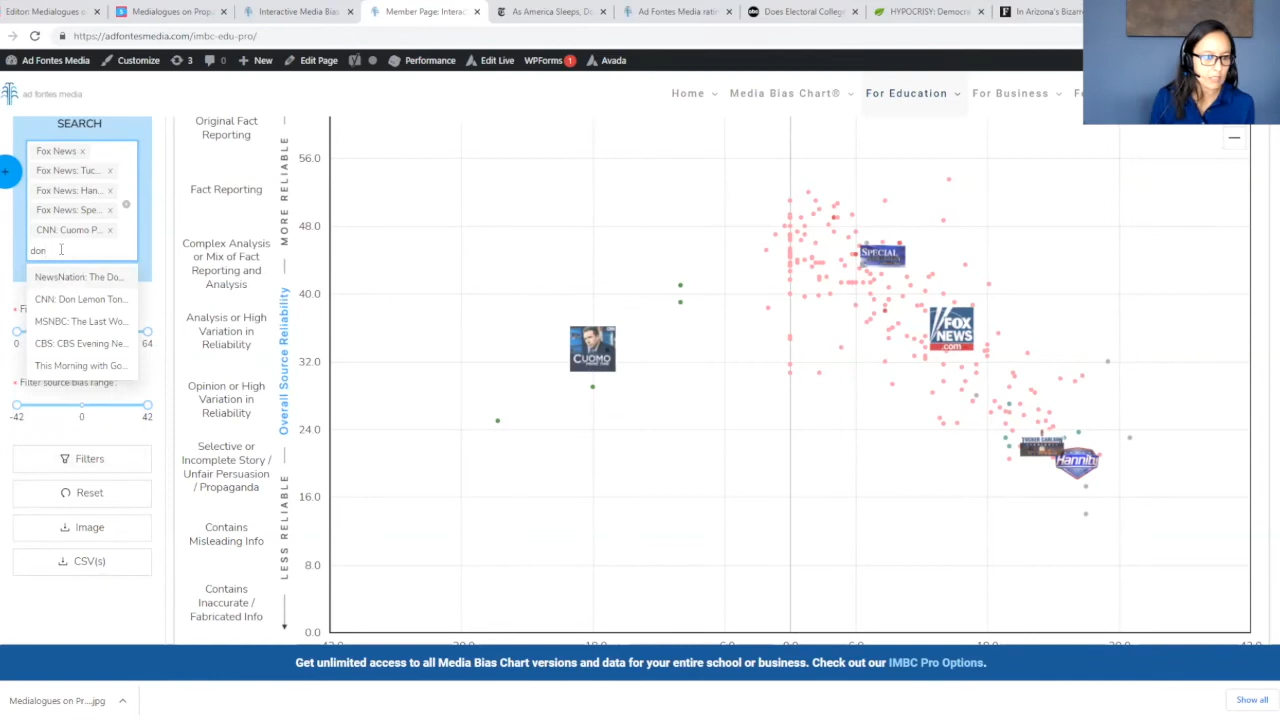 Editor: Medialogues on
Medialogues on Prop
Interactive Media Bias
Member Page: Interac
As America Sleeps, D
Ad Fontes Media ratin
Does Electoral College
HYPOCRISY: Democra
In Arizona's Bizarr
https://adfontesmedia.com/imbc-edu-pro/
Ad Fontes Media
Customize
3
0
New
Edit Page
Performance
Edit Live
WPForms 1
Avada
ad fontes media
Home
Media Bias Chart®
For Education
For Business
SEARCH
Fox News ×
Fox News: Tuc... ×
Fox News: Han... ×
Fox News: Spe... ×
CNN: Cuomo P... ×
don
NewsNation: The Do...
CNN: Don Lemon Ton...
MSNBC: The Last Wo...
CBS: CBS Evening Ne...
This Morning with Go...
0
64
* Filter source bias range:
-42
0
42
Filters
Reset
Image
CSV(s)
Original Fact
Reporting
Fact Reporting
Complex Analysis
or Mix of Fact
Reporting and
Analysis
Analysis or High
Variation in
Reliability
Opinion or High
Variation in
Reliability
Selective or
Incomplete Story /
Unfair Persuasion
/ Propaganda
Contains
Misleading Info
Contains
Inaccurate /
Fabricated Info
MORE RELIABLE
Overall Source Reliability
LESS RELIABLE
56.0
48.0
40.0
32.0
24.0
16.0
8.0
0.0
SPECIAL
FOX
NEWS
.com
CUOMO
TUCKER CARLSON
Hannity
Get unlimited access to all Media Bias Chart versions and data for your entire school or business. Check out our IMBC Pro Options.
Medialogues on Pr....jpg
Show all